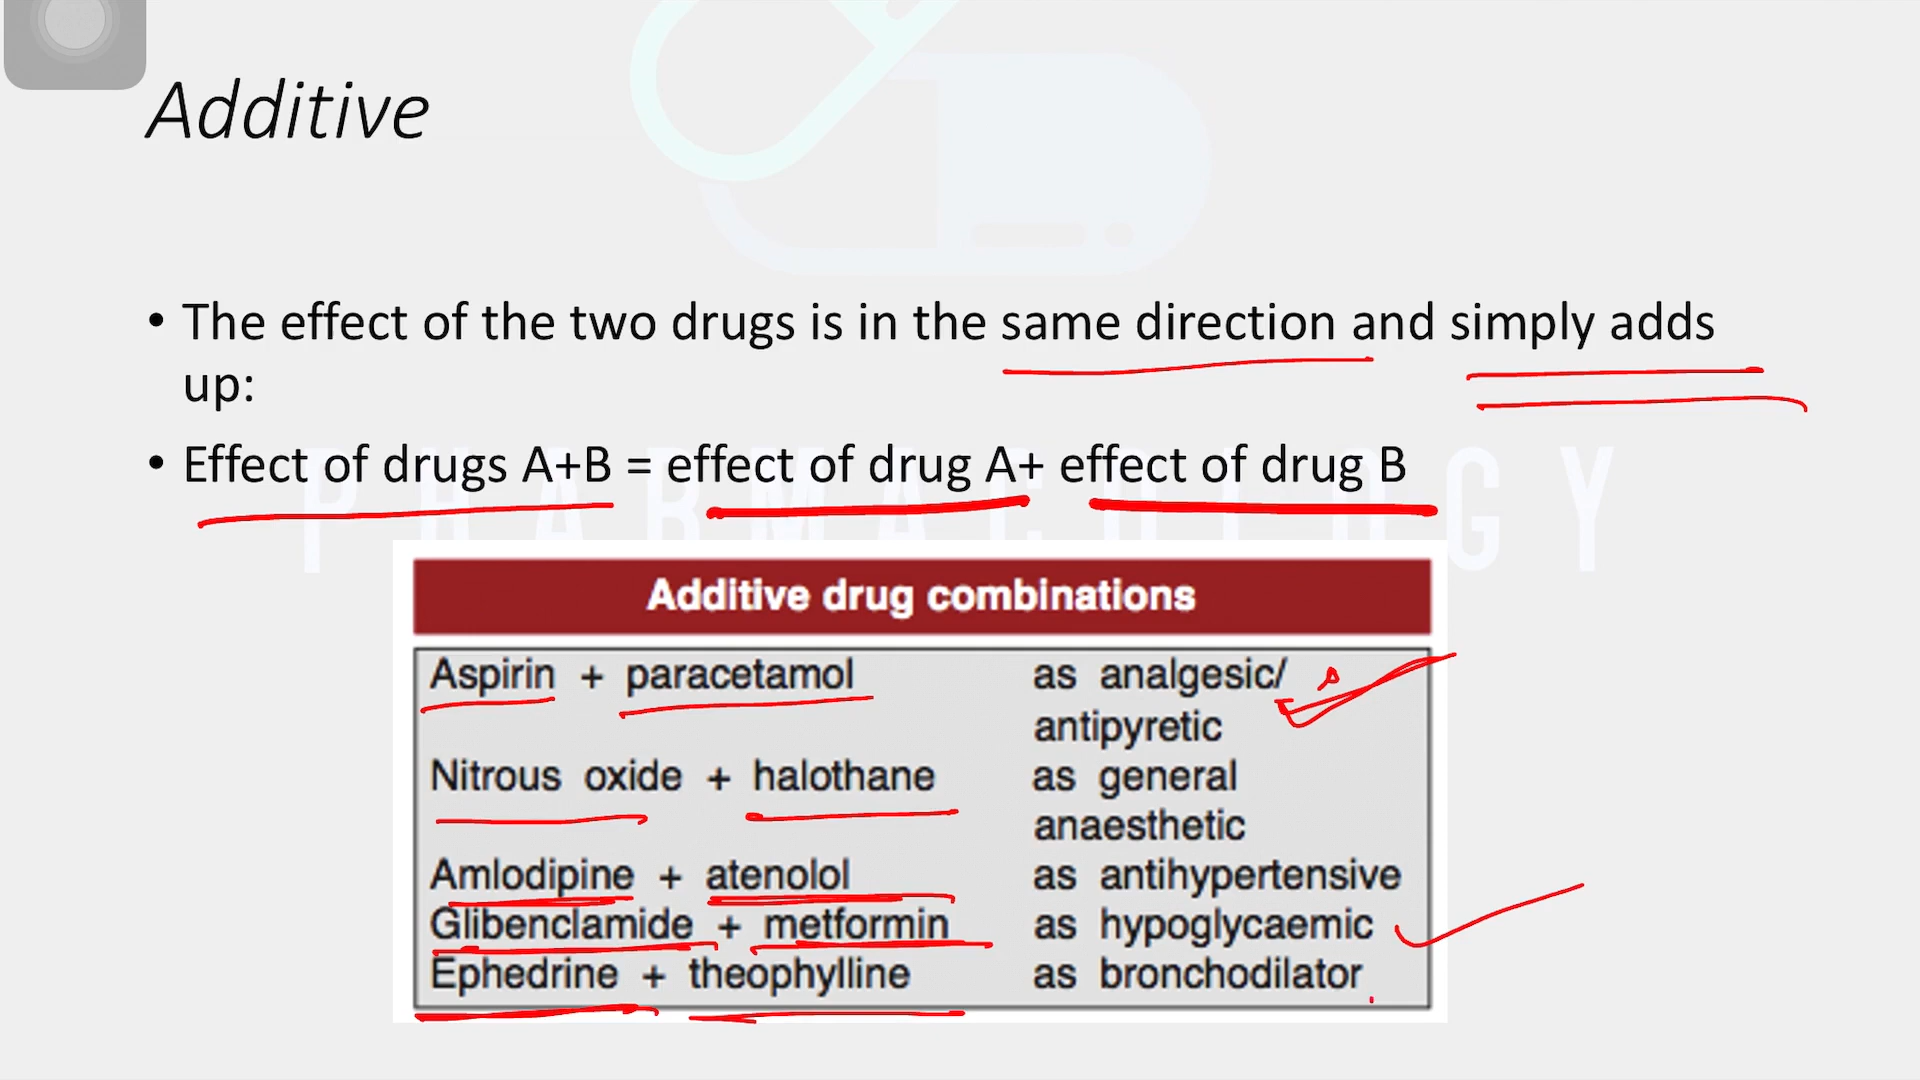 Additive
• The effect of the two drugs is in the same direction and simply adds
up:
• Effect of drugs A+B = effect of drug A+ effect of drug B
PHARMACOLOGY
Additive drug combinations
Aspirin + paracetamol as analgesic/
antipyretic
Nitrous oxide + halothane as general
anaesthetic
Amlodipine + atenolol as antihypertensive
Glibenclamide + metformin as hypoglycaemic
Ephedrine + theophylline as bronchodilator